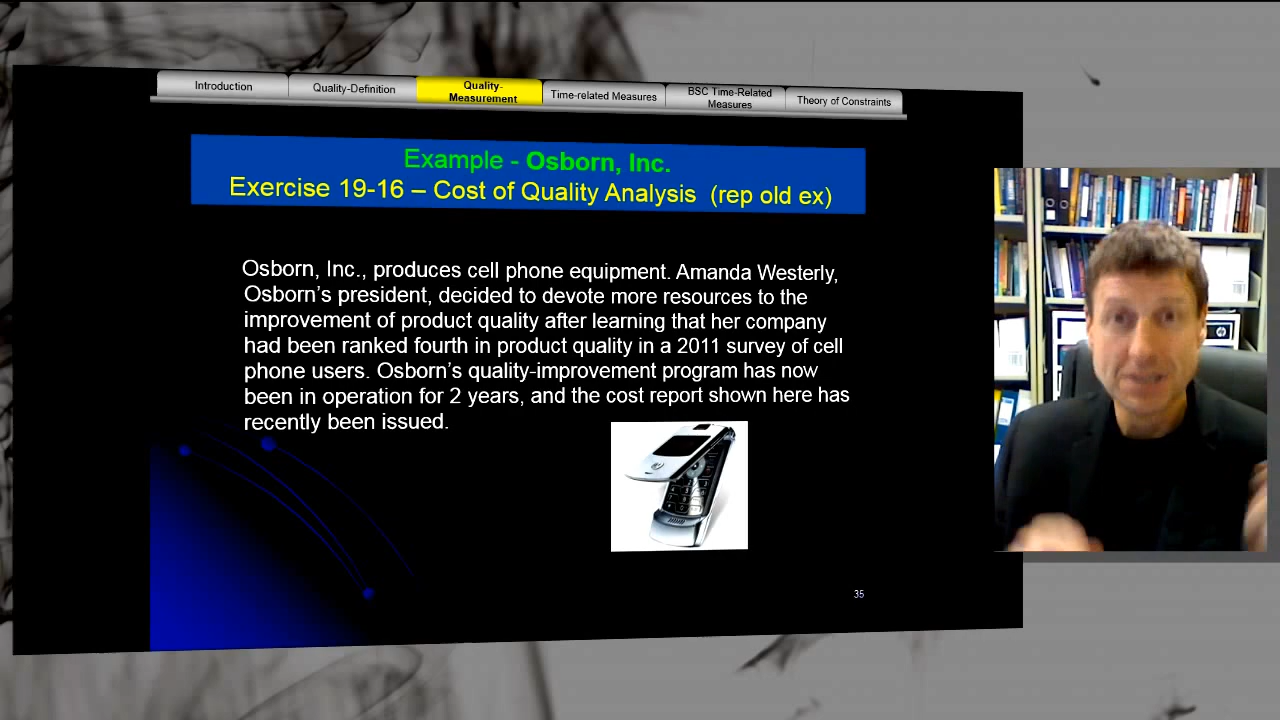 Introduction
Quality-Definition
Quality-
Measurement
Time-related Measures
BSC Time-Related
Measures
Theory of Constraints
Example - Osborn, Inc.
Exercise 19-16 – Cost of Quality Analysis (rep old ex)
Osborn, Inc., produces cell phone equipment. Amanda Westerly,
Osborn's president, decided to devote more resources to the
improvement of product quality after learning that her company
had been ranked fourth in product quality in a 2011 survey of cell
phone users. Osborn's quality-improvement program has now
been in operation for 2 years, and the cost report shown here has
recently been issued.
35